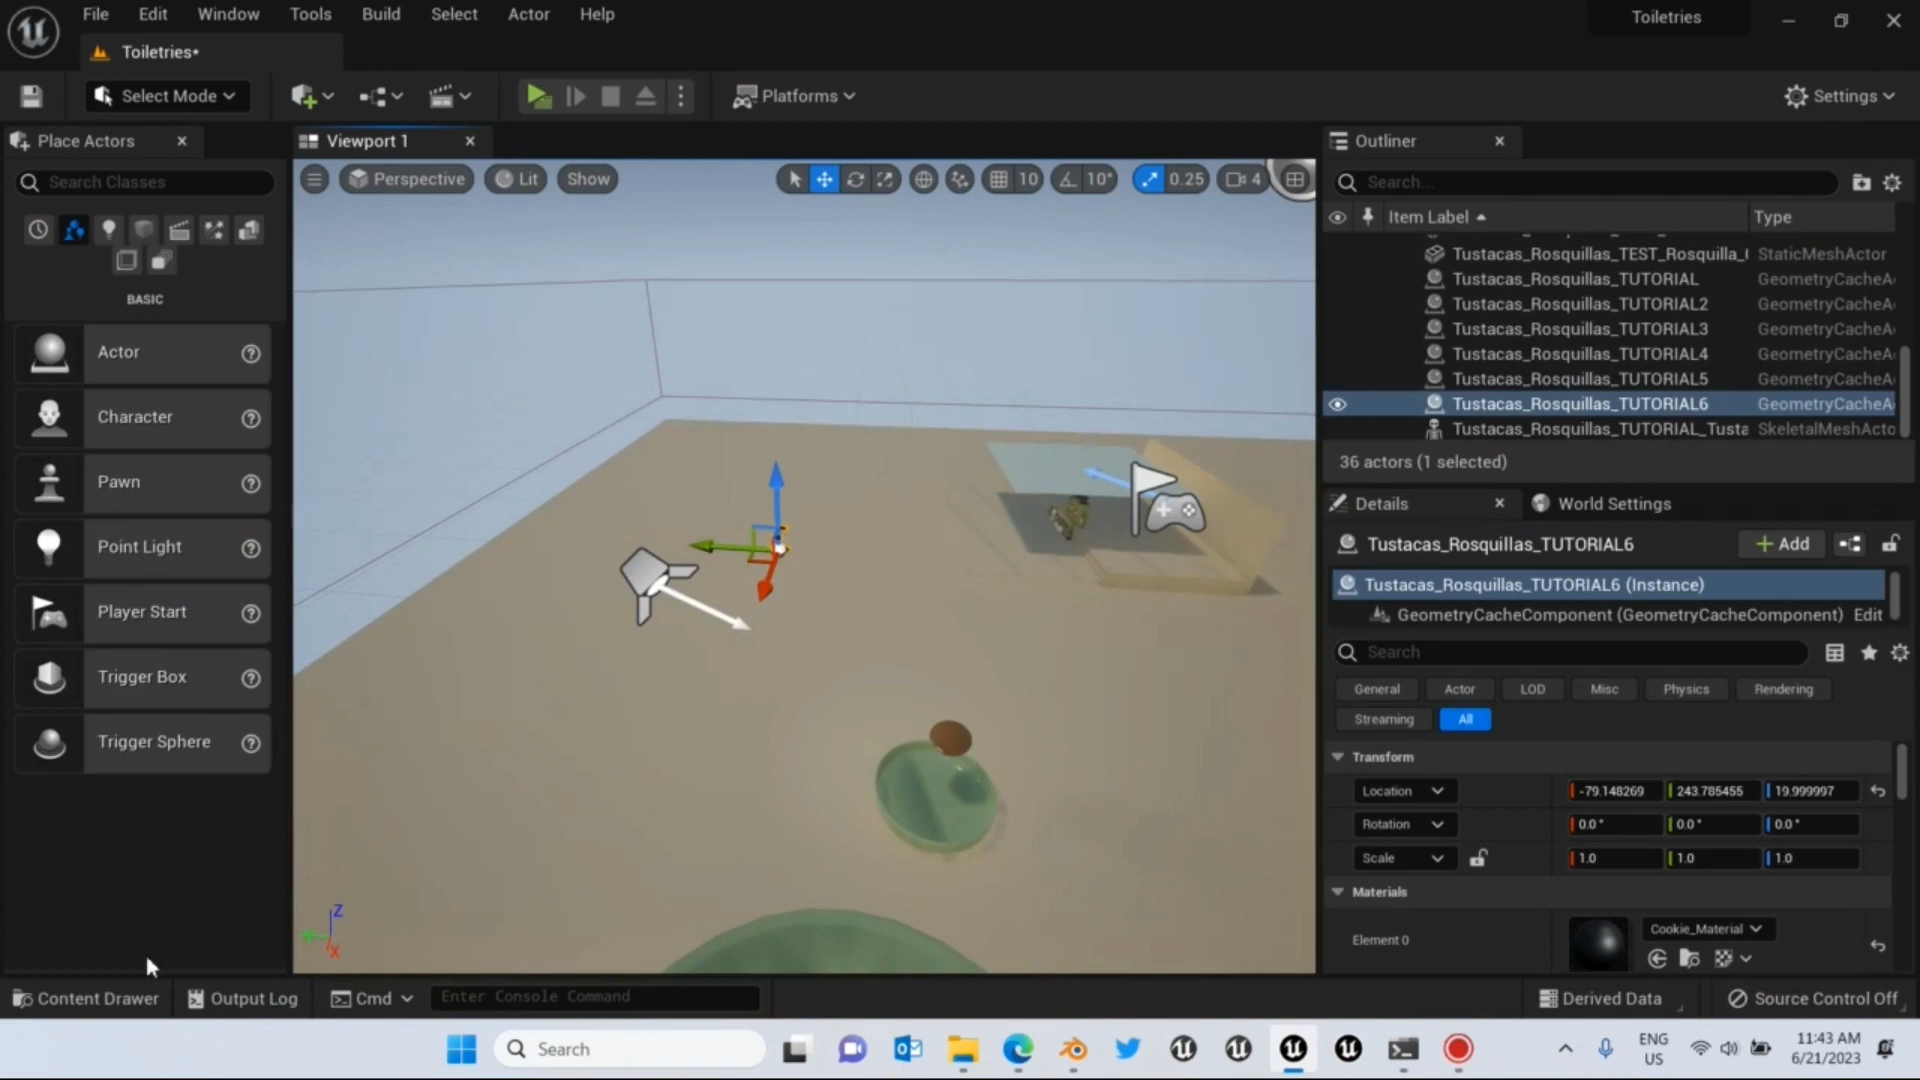 File Edit Window Tools Build Select Actor Help
Toiletries
Toiletries*
Select Mode
Platforms
Settings
Place Actors
Viewport 1
Outliner
Search Classes
Perspective
Lit
Show
10
10°
0.25
4
Search...
Item Label
Type
Tustacas_Rosquillas_TEST_Rosquilla_ StaticMeshActor
Tustacas_Rosquillas_TUTORIAL GeometryCacheA
Tustacas_Rosquillas_TUTORIAL2 GeometryCacheA
Tustacas_Rosquillas_TUTORIAL3 GeometryCacheA
Tustacas_Rosquillas_TUTORIAL4 GeometryCacheA
Tustacas_Rosquillas_TUTORIAL5 GeometryCacheA
Tustacas_Rosquillas_TUTORIAL6 GeometryCacheA
Tustacas_Rosquillas_TUTORIAL_Tusta SkeletalMeshActo
36 actors (1 selected)
BASIC
Actor
Character
Pawn
Point Light
Player Start
Trigger Box
Trigger Sphere
Details
World Settings
Tustacas_Rosquillas_TUTORIAL6
+ Add
Tustacas_Rosquillas_TUTORIAL6 (Instance)
GeometryCacheComponent (GeometryCacheComponent) Edit
Search
General Actor LOD Misc Physics Rendering
Streaming All
Transform
Location -79.148269 243.785455 19.999997
Rotation 0.0° 0.0° 0.0°
Scale 1.0 1.0 1.0
Materials
Element 0
Cookie_Material
Z
X
Content Drawer
Output Log
Cmd
Enter Console Command
Derived Data
Source Control Off
Search
ENG
US
11:43 AM
6/21/2023